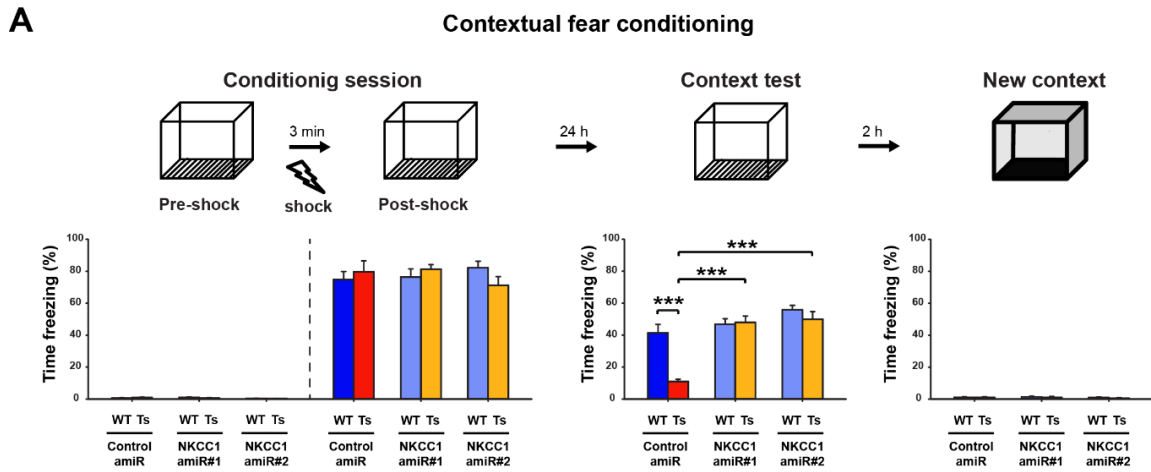 A
Contextual fear conditioning
Conditionig session
Context test
New context
3 min
24 h
2 h
Pre-shock
shock
Post-shock
Time freezing (%)
100
80
60
40
20
0
WT Ts
WT Ts
WT Ts
WT Ts
WT Ts
WT Ts
Control
amiR
NKCC1
amiR#1
NKCC1
amiR#2
Control
amiR
NKCC1
amiR#1
NKCC1
amiR#2
Time freezing (%)
100
80
60
40
20
0
***
***
***
WT Ts
WT Ts
WT Ts
Control
amiR
NKCC1
amiR#1
NKCC1
amiR#2
Time freezing (%)
100
80
60
40
20
0
WT Ts
WT Ts
WT Ts
Control
amiR
NKCC1
amiR#1
NKCC1
amiR#2